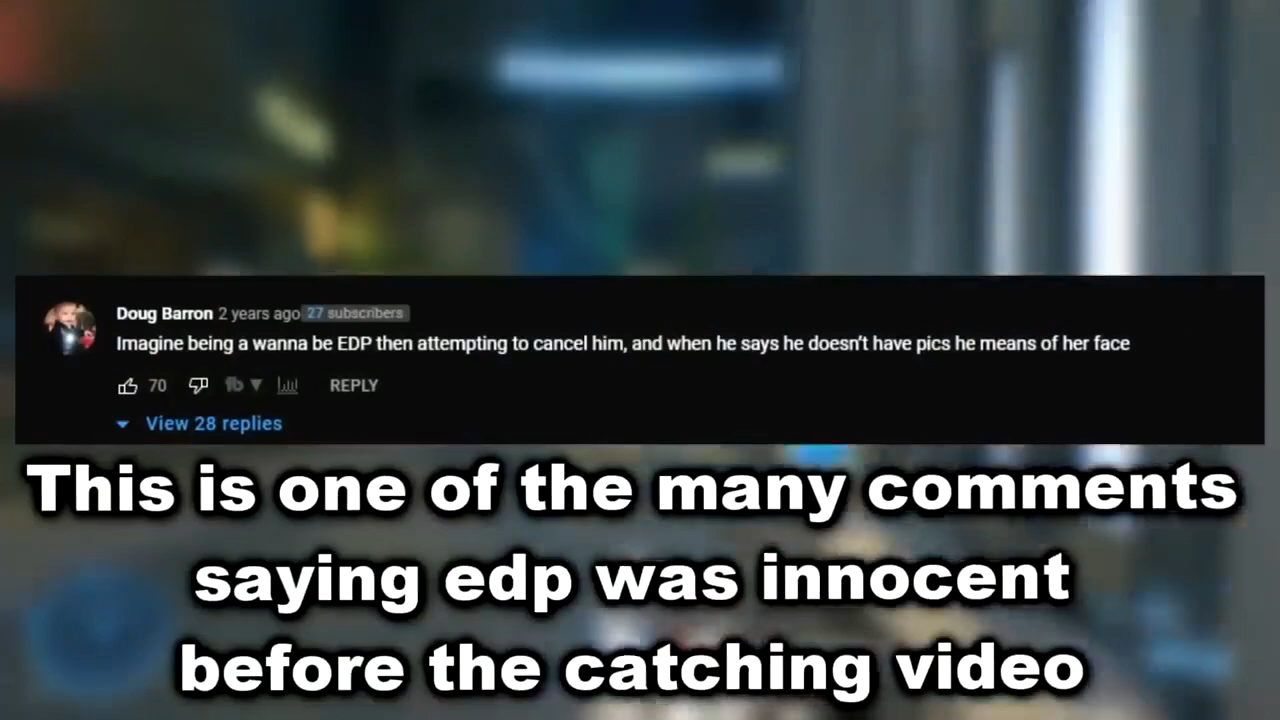 Doug Barron 2 years ago 27 subscribers
Imagine being a wanna be EDP then attempting to cancel him, and when he says he doesn't have pics he means of her face
70 REPLY
View 28 replies
This is one of the many comments
saying edp was innocent
before the catching video